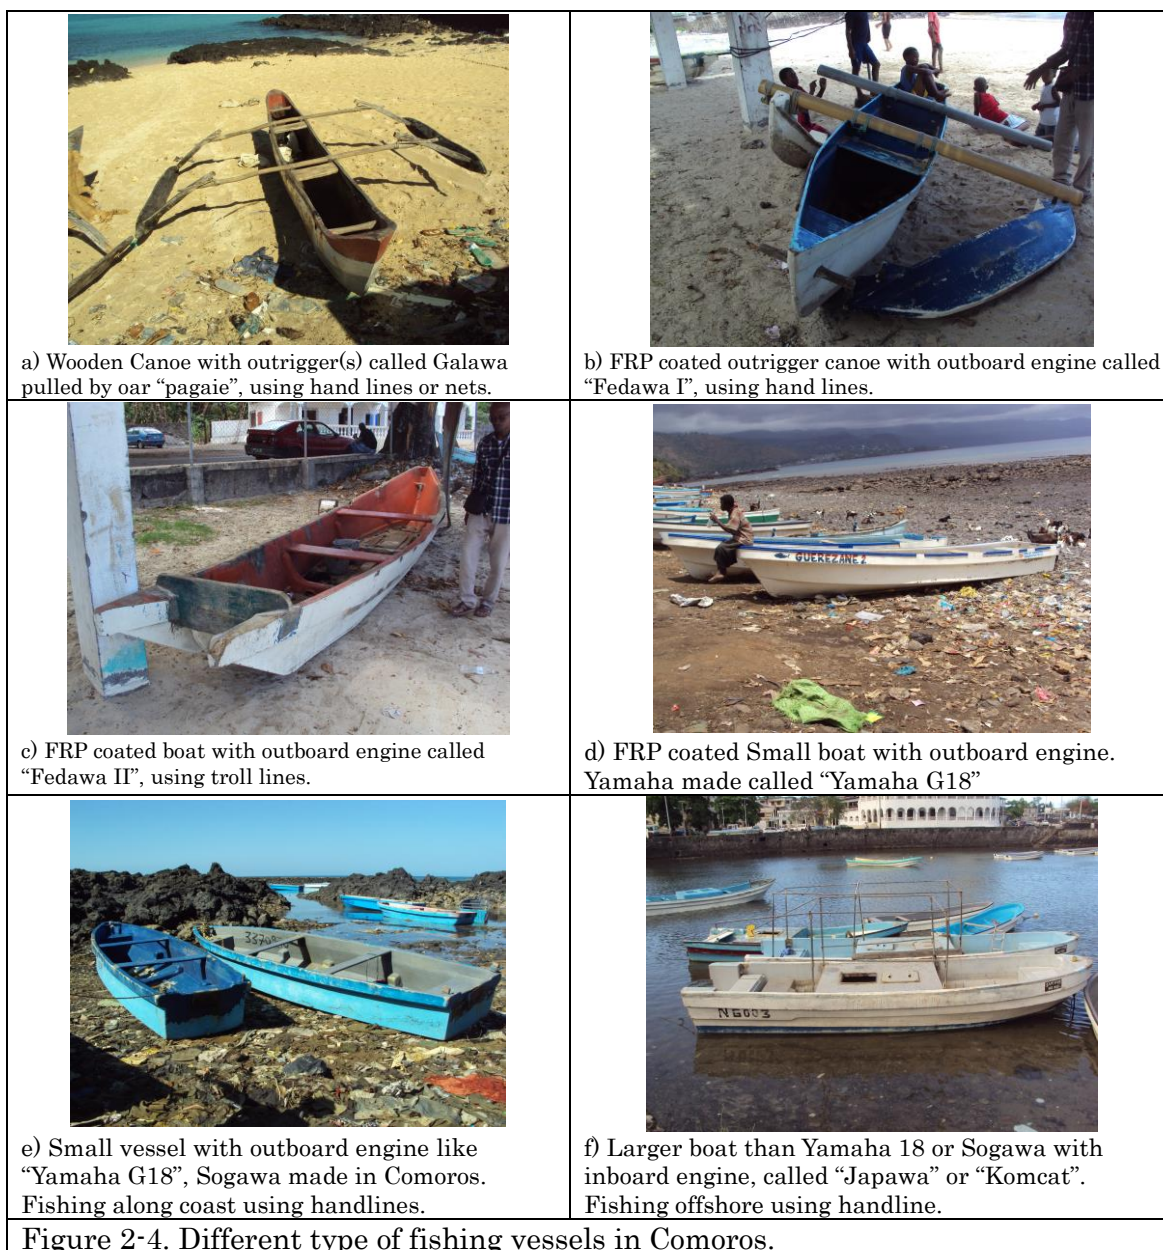 a) Wooden Canoe with outrigger(s) called Galawa
pulled by oar “pagaie”, using hand lines or nets.
b) FRP coated outrigger canoe with outboard engine called
“Fedawa I”, using hand lines.
c) FRP coated boat with outboard engine called
“Fedawa II”, using troll lines.
GUEREZANE 2
d) FRP coated Small boat with outboard engine.
Yamaha made called “Yamaha G18”
e) Small vessel with outboard engine like
“Yamaha G18”, Sogawa made in Comoros.
Fishing along coast using handlines.
NG003
f) Larger boat than Yamaha 18 or Sogawa with
inboard engine, called “Japawa” or “Komcat”.
Fishing offshore using handline.
Figure 2-4. Different type of fishing vessels in Comoros.